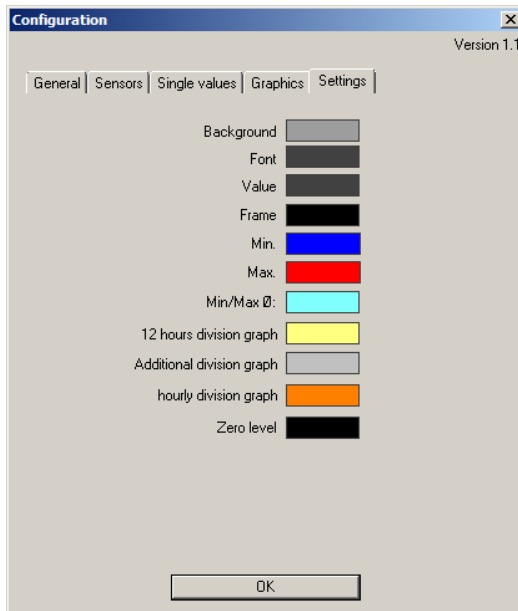 Configuration
Version 1.1
General Sensors Single values Graphics Settings
Background
Font
Value
Frame
Min.
Max.
Min/Max Ø:
12 hours division graph
Additional division graph
hourly division graph
Zero level
OK